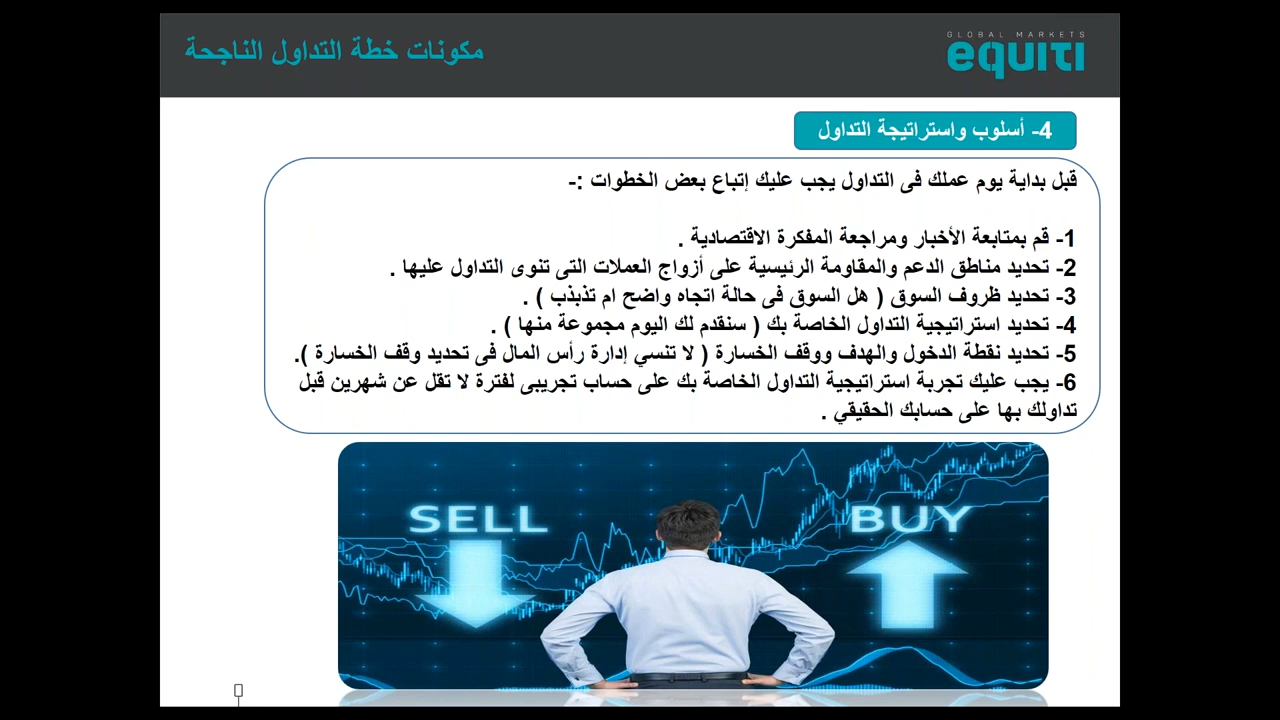 مكونات خطة التداول الناجحة
GLOBAL MARKETS
equiti
4- أسلوب واستراتيجة التداول
قبل بداية يوم عملك فى التداول يجب عليك إتباع بعض الخطوات :-
1- قم بمتابعة الأخبار ومراجعة المفكرة الاقتصادية .
2- تحديد مناطق الدعم والمقاومة الرئيسية على أزواج العملات التى تنوى التداول عليها .
3- تحديد ظروف السوق ( هل السوق فى حالة اتجاه واضح ام تذبذب ) .
4- تحديد استراتيجية التداول الخاصة بك ( سنقدم لك اليوم مجموعة منها ) .
5- تحديد نقطة الدخول والهدف ووقف الخسارة ( لا تنسي إدارة رأس المال فى تحديد وقف الخسارة ).
6- يجب عليك تجربة استراتيجية التداول الخاصة بك على حساب تجريبى لفترة لا تقل عن شهرين قبل
تداولك بها على حسابك الحقيقي .
SELL
BUY